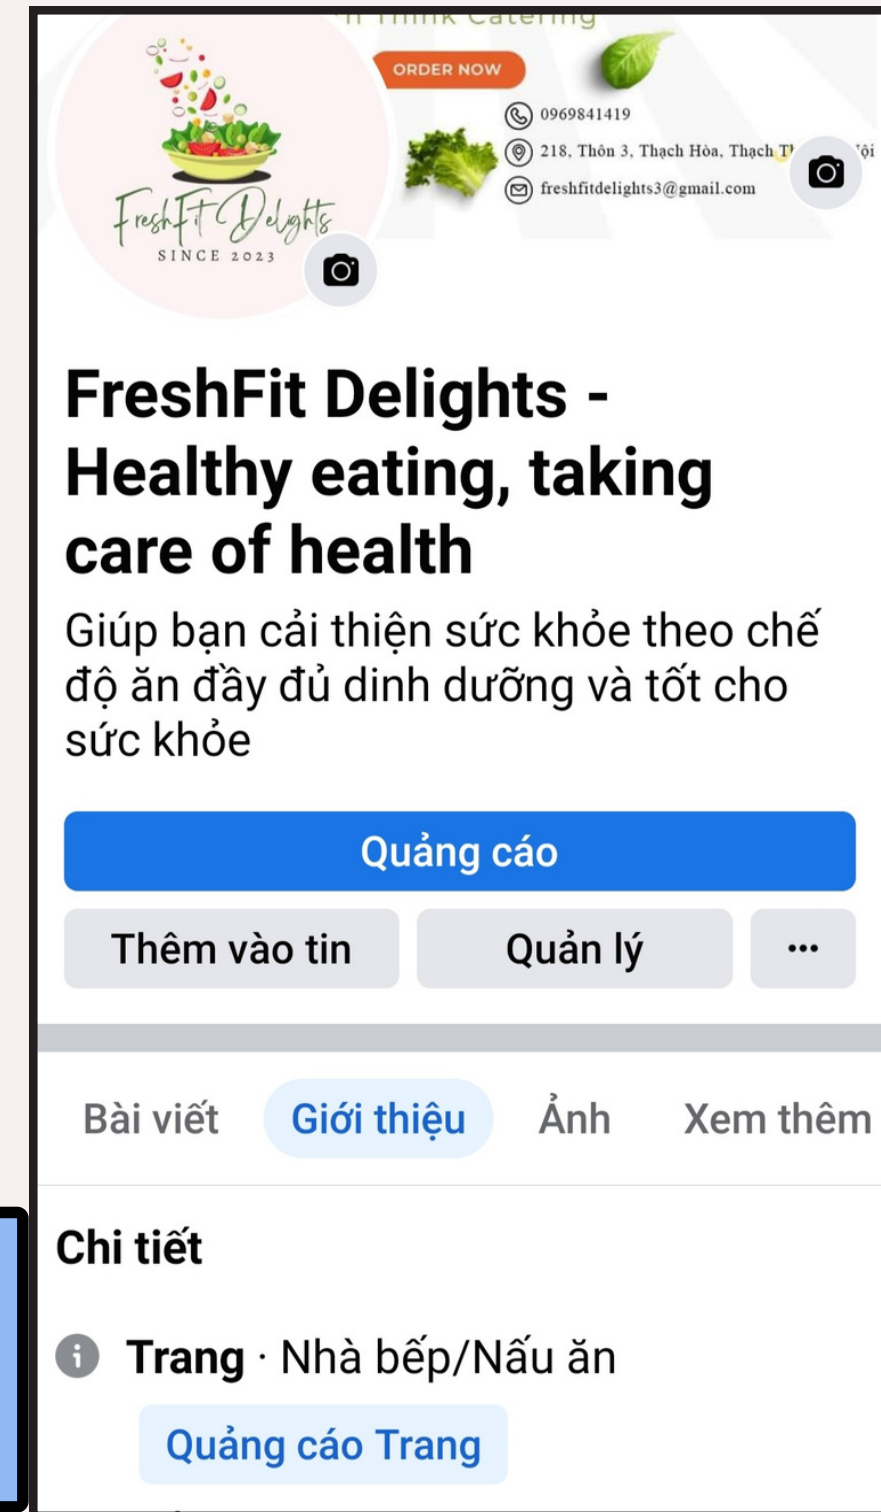 Think Catering
ORDER NOW
0969841419
218, Thôn 3, Thạch Hòa, Thạch
freshfitdelights3@gmail.com
FreshFit Delights
SINCE 2023
FreshFit Delights -
Healthy eating, taking
care of health
Giúp bạn cải thiện sức khỏe theo chế
độ ăn đầy đủ dinh dưỡng và tốt cho
sức khỏe
Quảng cáo
Thêm vào tin
Quản lý
...
Bài viết
Giới thiệu
Ảnh
Xem thêm
Chi tiết
Trang · Nhà bếp/Nấu ăn
Quảng cáo Trang